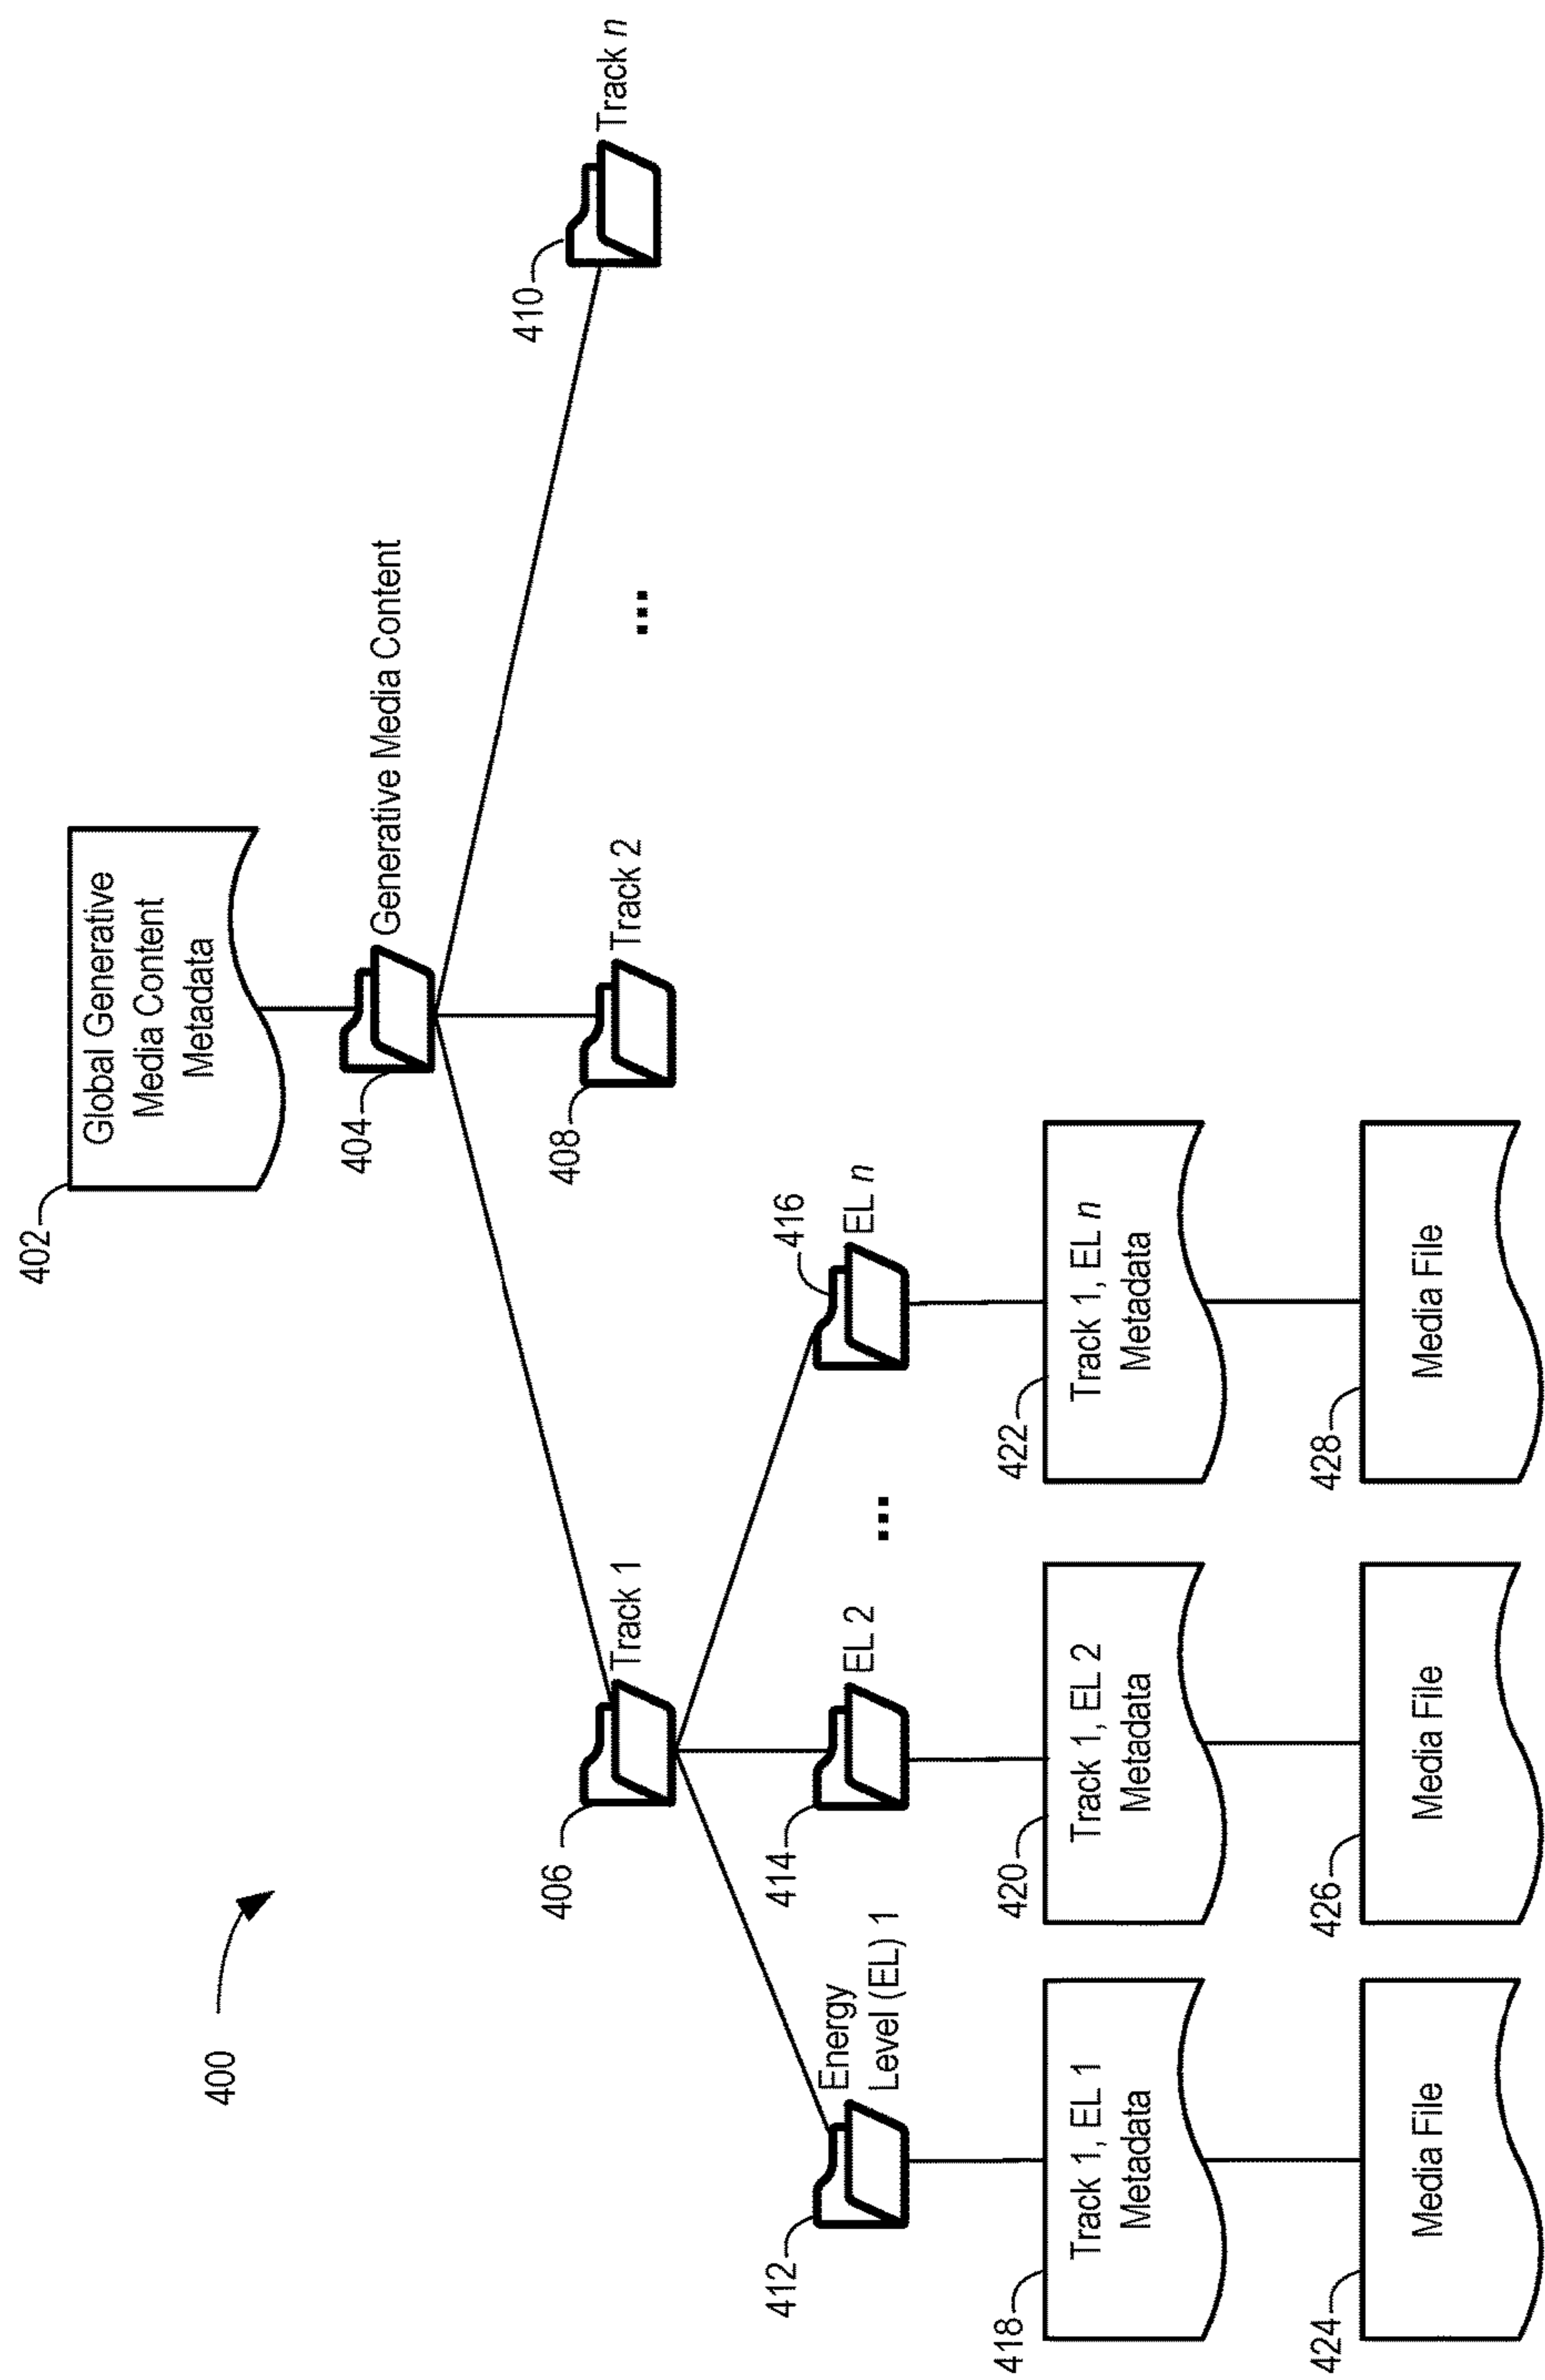 400
402
Global Generative
Media Content
Metadata
404
Generative Media Content
406
Track 1
408
Track 2
...
410
Track n
412
Energy
Level (EL) 1
414
EL 2
...
416
EL n
418
Track 1, EL 1
Metadata
420
Track 1, EL 2
Metadata
422
Track 1, EL n
Metadata
424
Media File
426
Media File
428
Media File